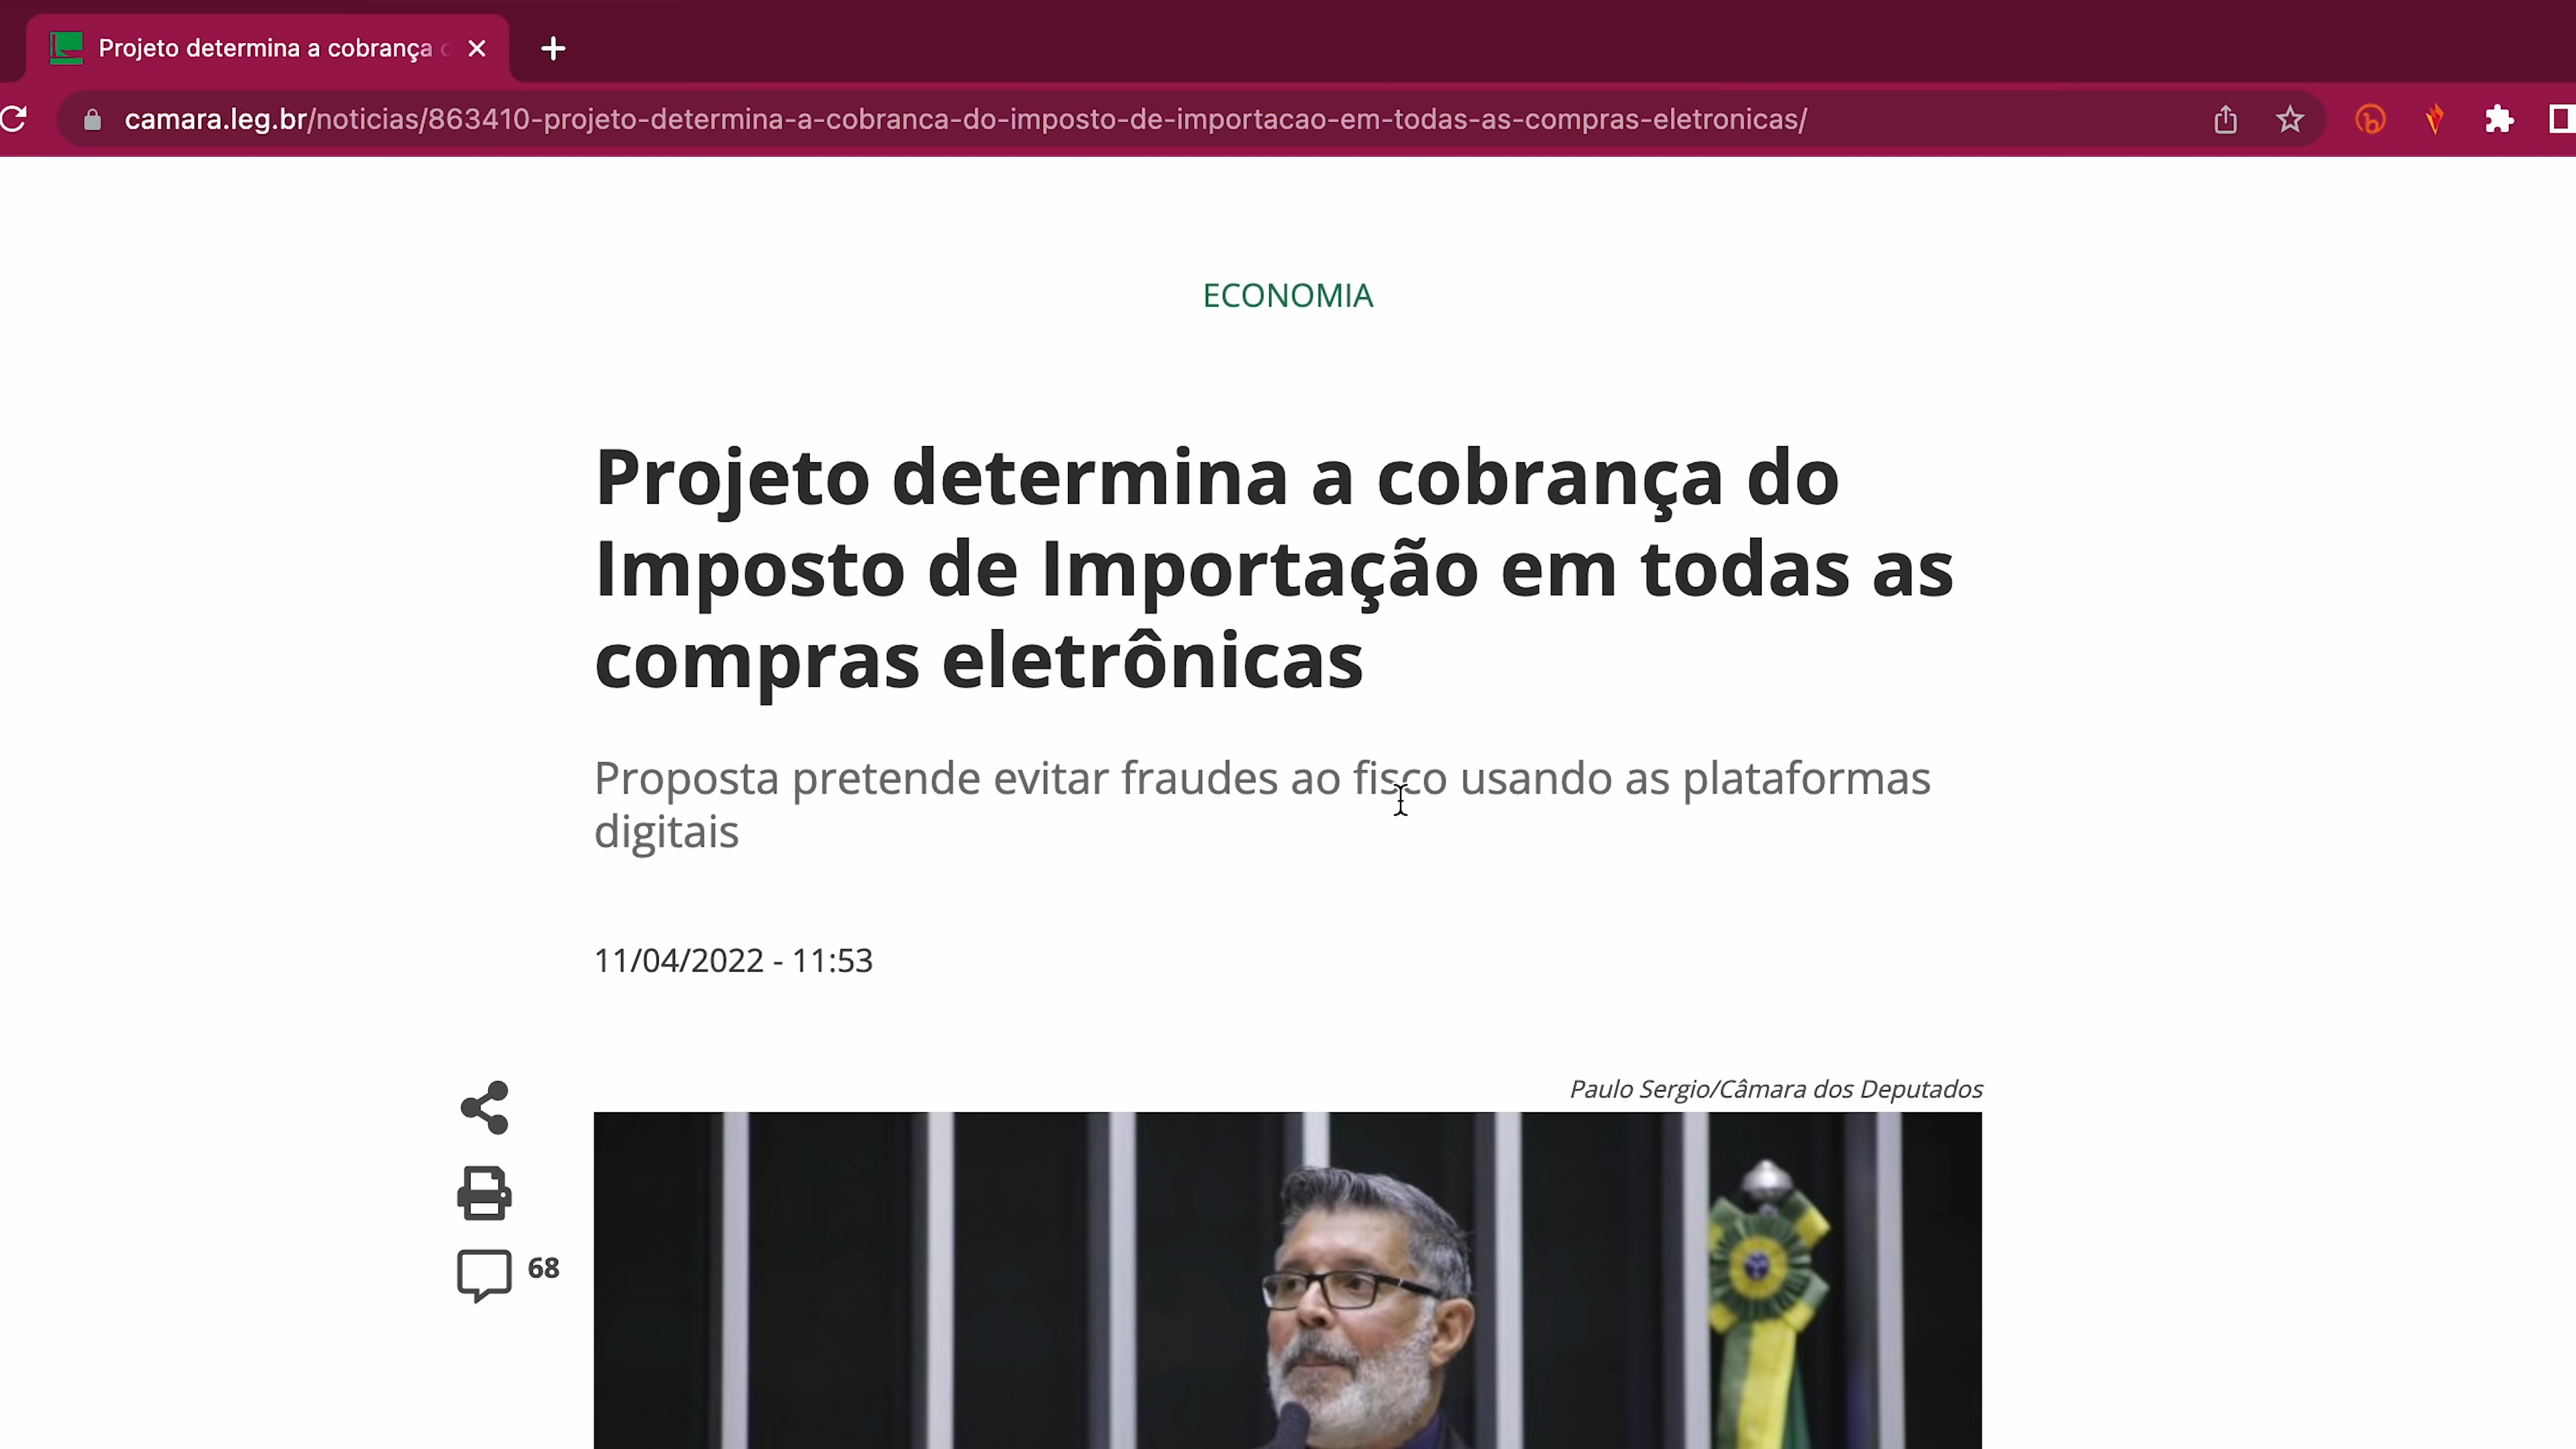 Projeto determina a cobrança
camara.leg.br/noticias/863410-projeto-determina-a-cobranca-do-imposto-de-importacao-em-todas-as-compras-eletronicas/
ECONOMIA
Projeto determina a cobrança do
Imposto de Importação em todas as
compras eletrônicas
Proposta pretende evitar fraudes ao fisco usando as plataformas
digitais
11/04/2022 - 11:53
Paulo Sergio/Câmara dos Deputados
68